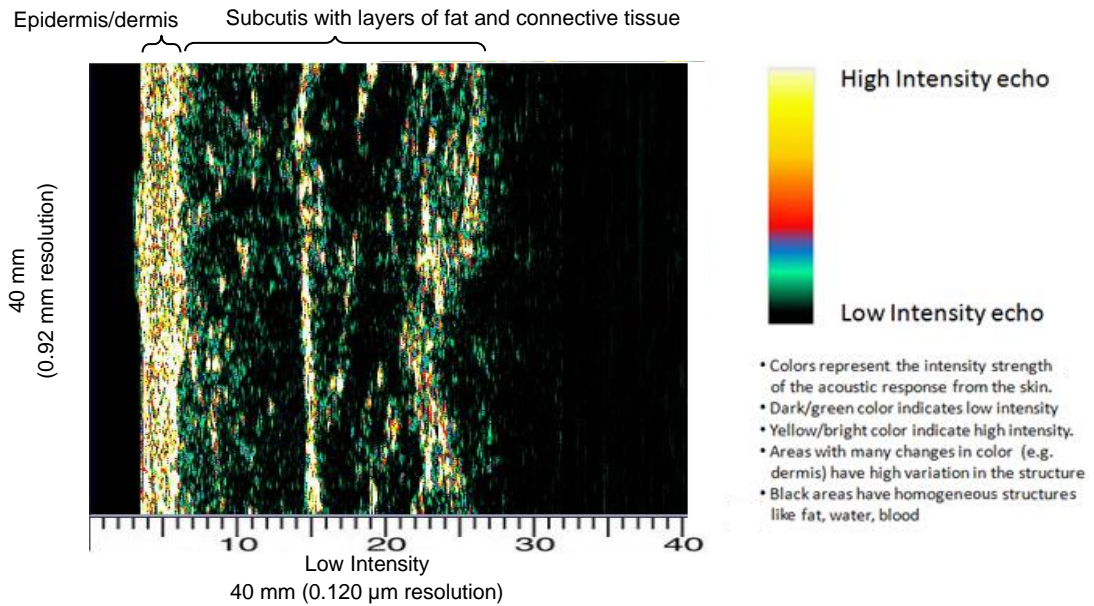 Epidermis/dermis
Subcutis with layers of fat and connective tissue
40 mm
(0.92 mm resolution)
10
20
30
40
Low Intensity
40 mm (0.120 µm resolution)
High Intensity echo
Low Intensity echo
• Colors represent the intensity strength
of the acoustic response from the skin.
• Dark/green color indicates low intensity
• Yellow/bright color indicate high intensity.
• Areas with many changes in color (e.g.
dermis) have high variation in the structure
• Black areas have homogeneous structures
like fat, water, blood